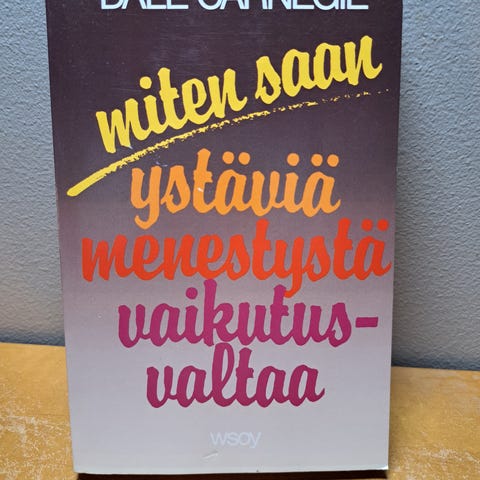 DALE CARNEGIE
miten saan
ystäviä
menestystä
vaikutus-
valtaa
wsoy